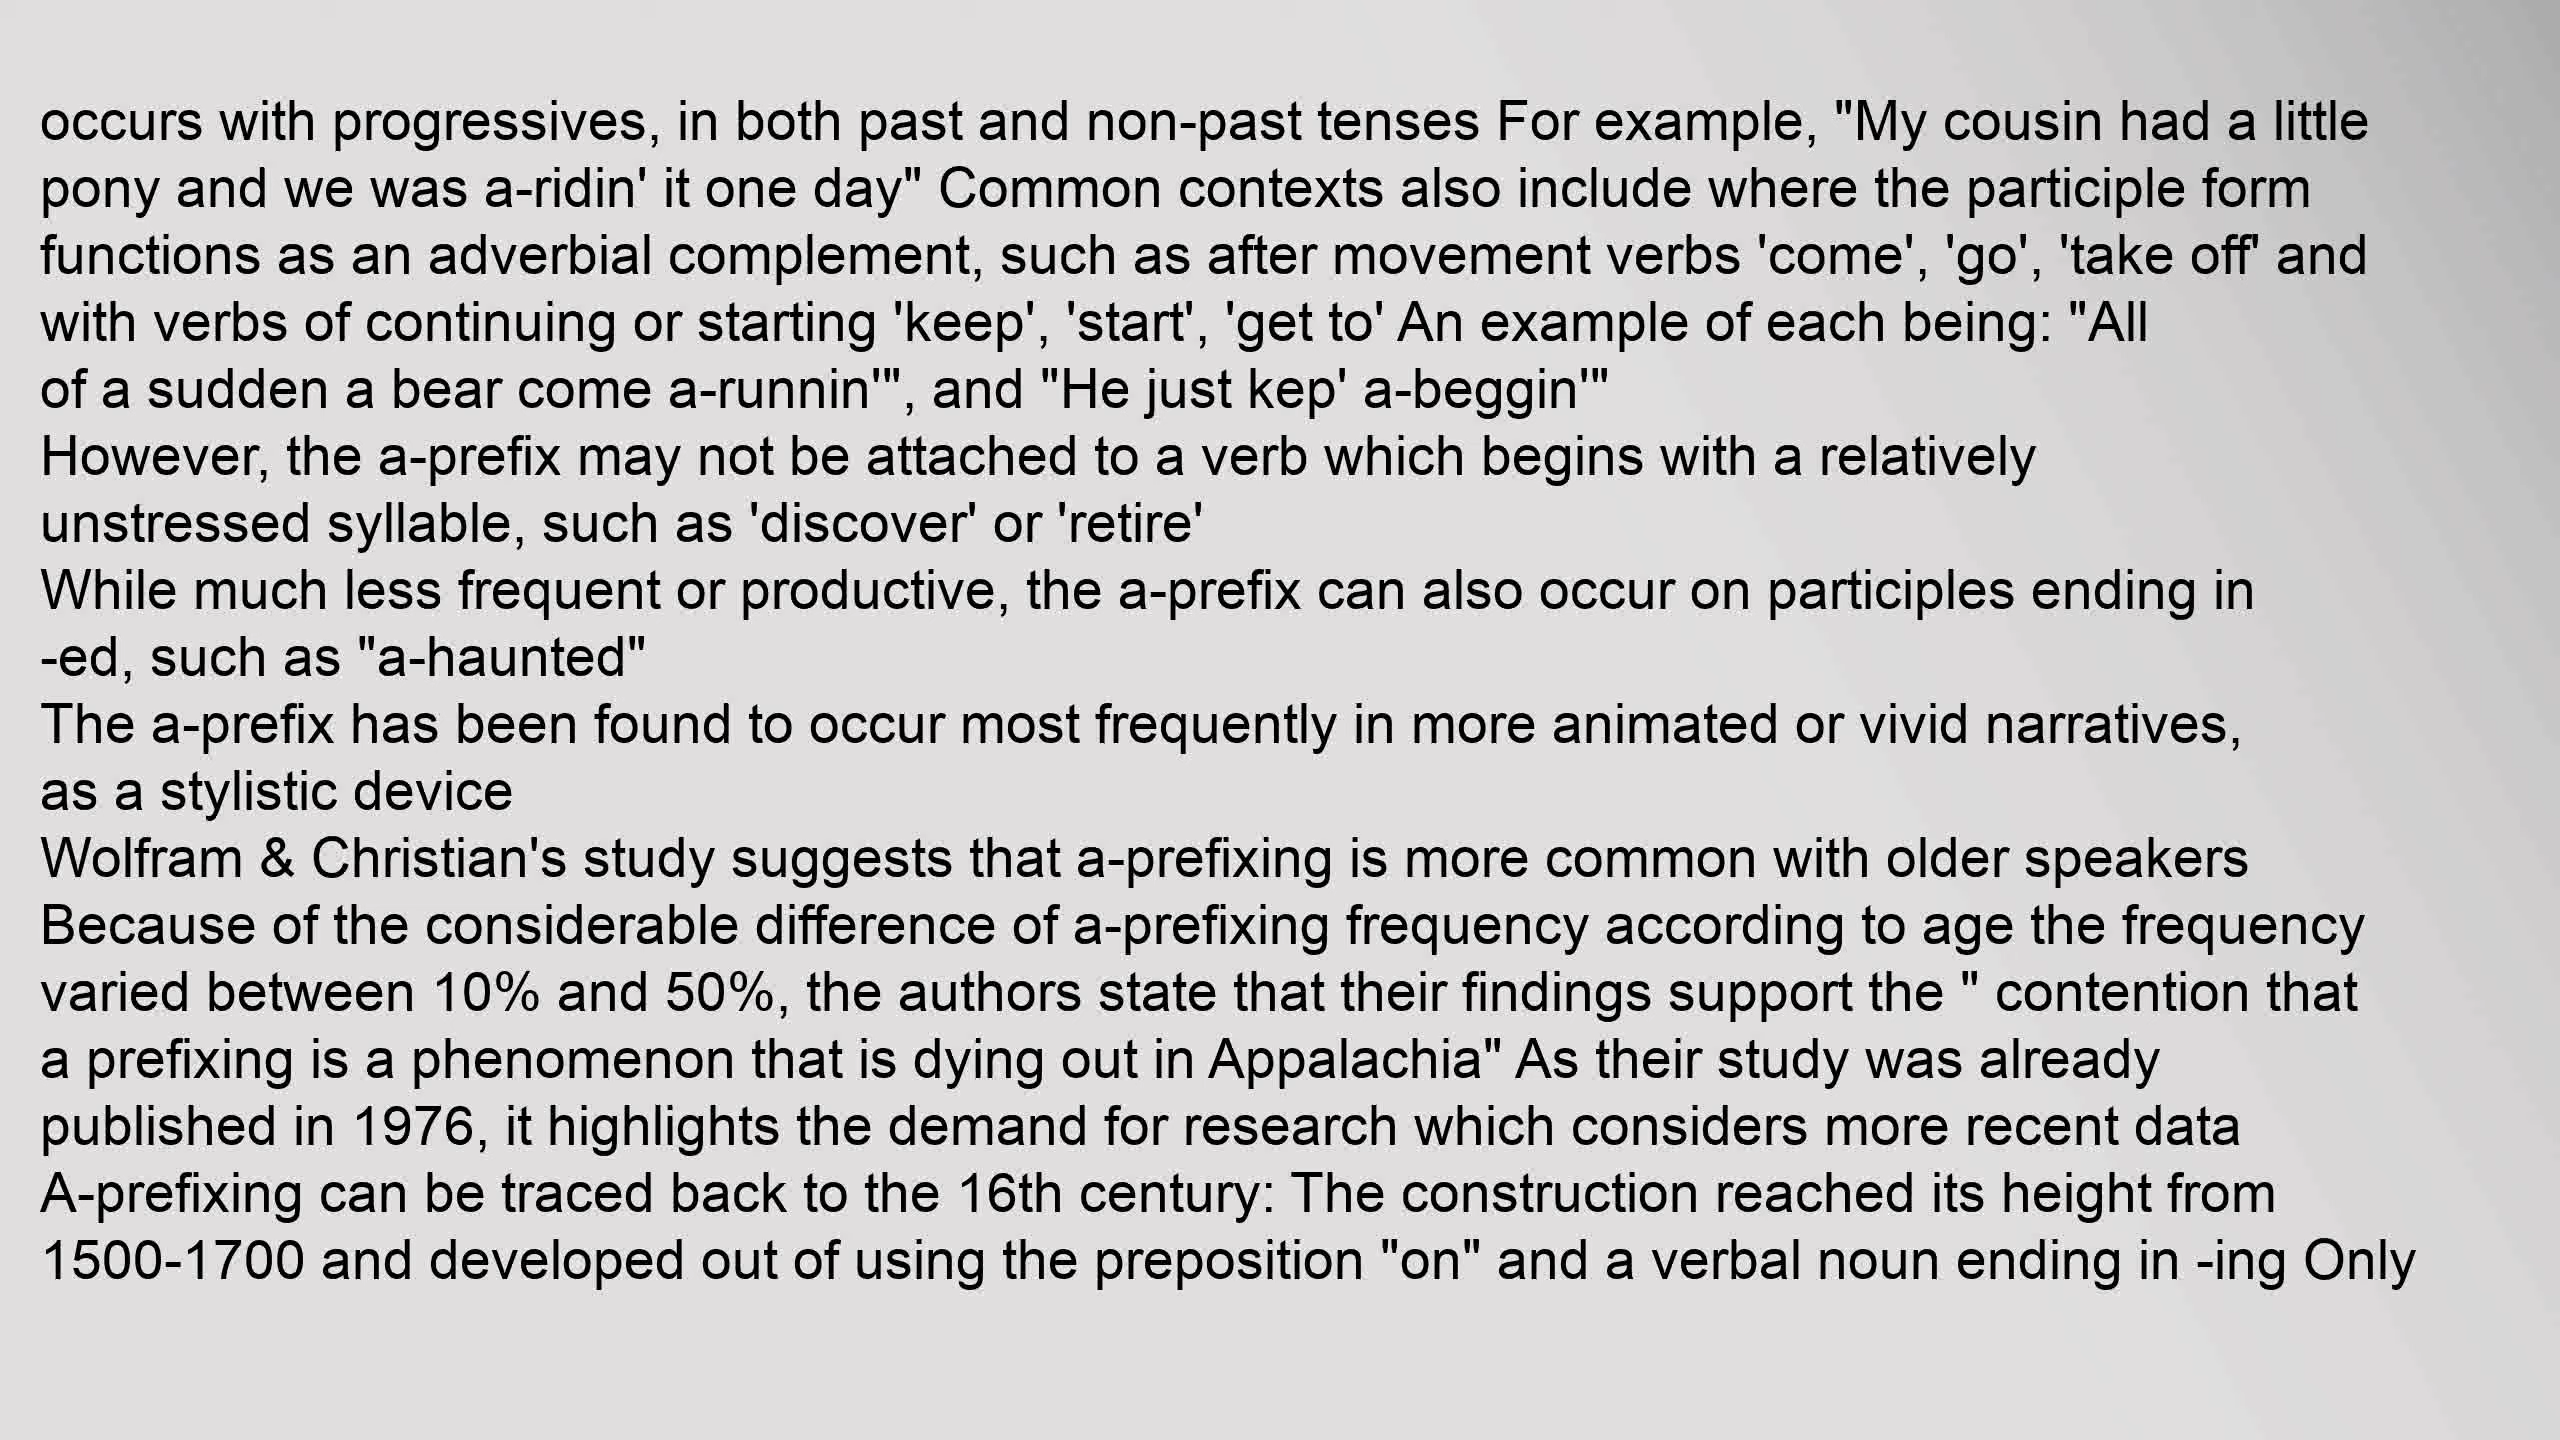 occurs with progressives, in both past and non-past tenses For example, "My cousin had a little
pony and we was a-ridin' it one day" Common contexts also include where the participle form
functions as an adverbial complement, such as after movement verbs 'come', 'go', 'take off' and
with verbs of continuing or starting 'keep', 'start', 'get to' An example of each being: "All
of a sudden a bear come a-runnin'", and "He just kep' a-beggin'"
However, the a-prefix may not be attached to a verb which begins with a relatively
unstressed syllable, such as 'discover' or 'retire'
While much less frequent or productive, the a-prefix can also occur on participles ending in
-ed, such as "a-haunted"
The a-prefix has been found to occur most frequently in more animated or vivid narratives,
as a stylistic device
Wolfram & Christian's study suggests that a-prefixing is more common with older speakers
Because of the considerable difference of a-prefixing frequency according to age the frequency
varied between 10% and 50%, the authors state that their findings support the " contention that
a prefixing is a phenomenon that is dying out in Appalachia" As their study was already
published in 1976, it highlights the demand for research which considers more recent data
A-prefixing can be traced back to the 16th century: The construction reached its height from
1500-1700 and developed out of using the preposition "on" and a verbal noun ending in -ing Only